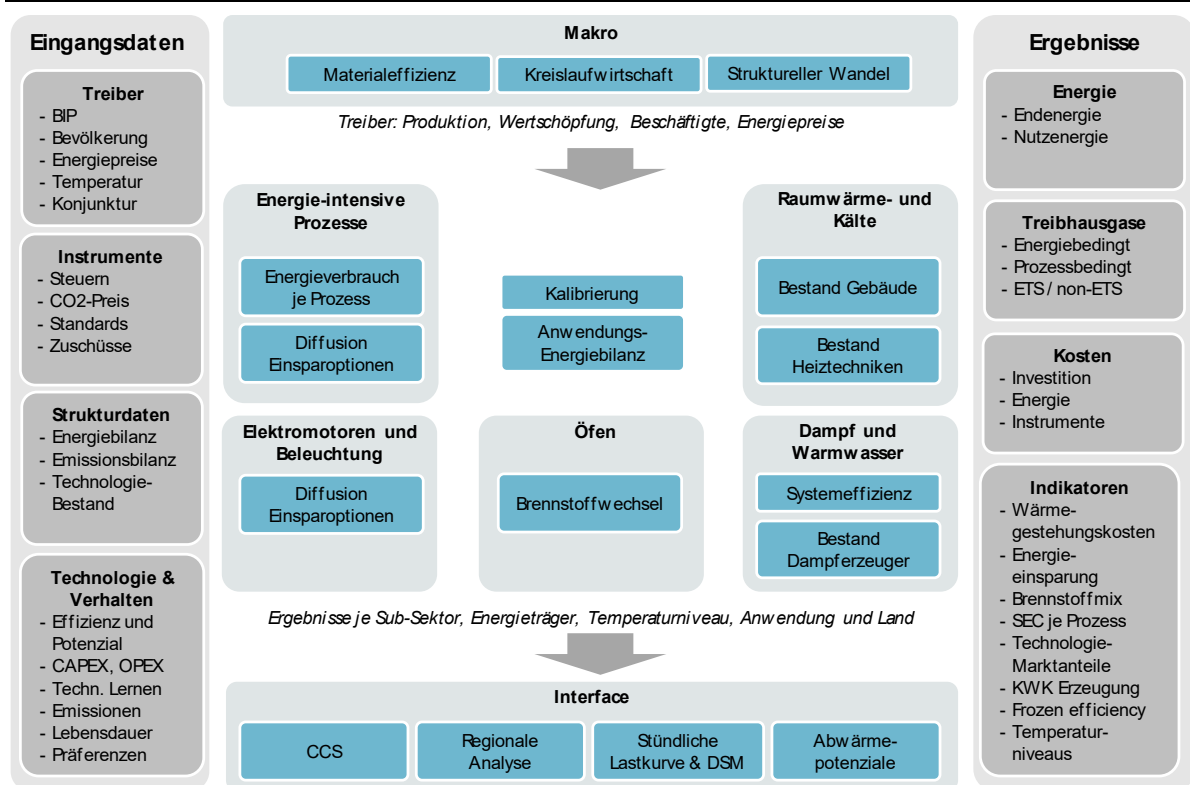 Eingangsdaten
Treiber
- BIP
- Bevölkerung
- Energiepreise
- Temperatur
- Konjunktur
Instrumente
- Steuern
- CO2-Preis
- Standards
- Zuschüsse
Strukturdaten
- Energiebilanz
- Emissionsbilanz
- Technologie-
Bestand
Technologie &
Verhalten
- Effizienz und
Potenzial
- CAPEX, OPEX
- Techn. Lernen
- Emissionen
- Lebensdauer
- Präferenzen
Makro
Materialeffizienz
Kreislaufwirtschaft
Struktureller Wandel
Treiber: Produktion, Wertschöpfung, Beschäftigte, Energiepreise
Energie-intensive
Prozesse
Energieverbrauch
je Prozess
Diffusion
Einsparoptionen
Kalibrierung
Anwendungs-
Energiebilanz
Raumwärme- und
Kälte
Bestand Gebäude
Bestand
Heiztechniken
Elektromotoren und
Beleuchtung
Diffusion
Einsparoptionen
Öfen
Brennstoffwechsel
Dampf und
Warmwasser
Systemeffizienz
Bestand
Dampferzeuger
Ergebnisse je Sub-Sektor, Energieträger, Temperaturniveau, Anwendung und Land
Interface
CCS
Regionale
Analyse
Stündliche
Lastkurve & DSM
Abwärme-
potenziale
Ergebnisse
Energie
- Endenergie
- Nutzenergie
Treibhausgase
- Energiebedingt
- Prozessbedingt
- ETS / non-ETS
Kosten
- Investition
- Energie
- Instrumente
Indikatoren
- Wärme-
gestehungskosten
- Energie-
einsparung
- Brennstoffmix
- SEC je Prozess
- Technologie-
Marktanteile
- KWK Erzeugung
- Frozen efficiency
- Temperatur-
niveaus